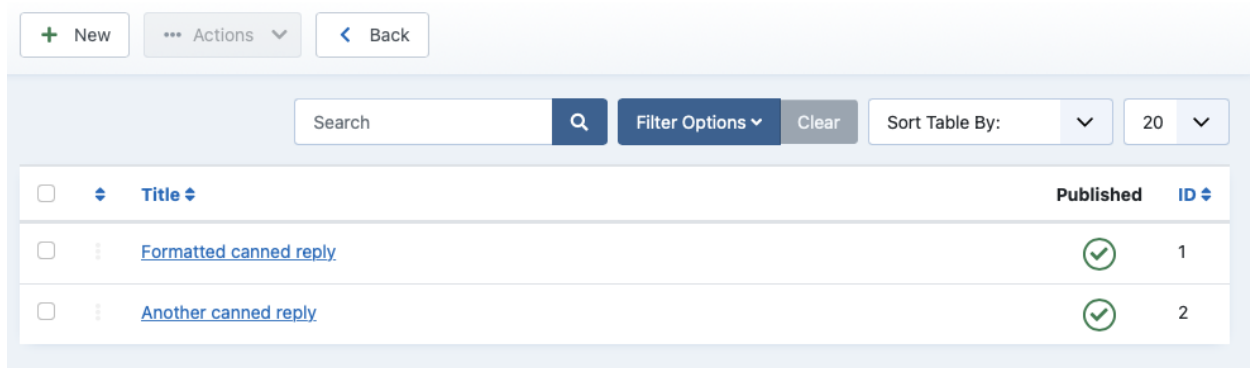 New Actions Back
Search Filter Options Clear Sort Table By: 20
Title Published ID
Formatted canned reply 1
Another canned reply 2